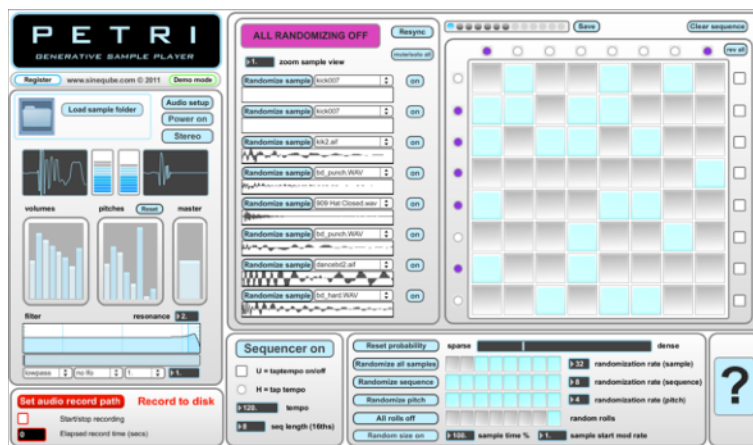 PETRI
GENERATIVE SAMPLE PLAYER
Register
www.sineqube.com © 2011
Demo mode
Load sample folder
Audio setup
Power on
Stereo
volumes
pitches
Reset
master
filter
resonance
2.
lowpass
no lfo
1.
1.
Set audio record path
Record to disk
Start/stop recording
0
Elapsed record time (secs)
ALL RANDOMIZING OFF
Resync
mute/solo all
1.
zoom sample view
Randomize sample
kick007
on
Randomize sample
kick007
on
Randomize sample
kik2.aif
on
Randomize sample
bd_punch.WAV
on
Randomize sample
909 Hat Closed.wav
on
Randomize sample
bd_punch.WAV
on
Randomize sample
dancebd2.aif
on
Randomize sample
bd_hard.WAV
on
Save
Clear sequence
rev all
Sequencer on
U = taptempo on/off
H = tap tempo
120.
tempo
seq length (16ths)
Reset probability
sparse
dense
Randomize all samples
32
randomization rate (sample)
Randomize sequence
8
randomization rate (sequence)
Randomize pitch
4
randomization rate (pitch)
All rolls off
random rolls
Random size on
100.
sample time %
1.
sample start mod rate
?